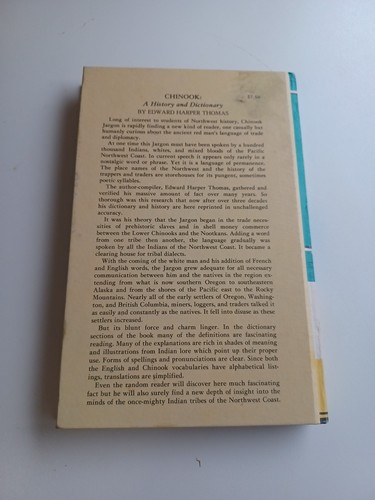 CHINOOK:
A History and Dictionary
BY EDWARD HARPER THOMAS
Long of interest to students of Northwest history, Chinook
Jargon is rapidly finding a new kind of reader, one casually but
humanly curious about the ancient red man's language of trade
and diplomacy.
At one time this Jargon must have been spoken by a hundred
thousand Indians, whites, and mixed bloods of the Pacific
Northwest Coast. In current speech it appears only rarely in a
nostalgic word or phrase. Yet it is a language of permanence.
The place names of the Northwest and the history of the
trappers and traders are storehouses for its pungent, sometimes
poetic syllables.
The author-compiler, Edward Harper Thomas, gathered and
verified his massive amount of fact over many years. So
thorough was this research that now after over three decades
his dictionary and history are here reprinted in unchallenged
accuracy.
It was his theory that the Jargon began in the trade neces-
sities of prehistoric slaves and in shell money commerce
between the Lower Chinooks and the Nootkans. Adding a word
from one tribe then another, the language gradually was
spoken by all the Indians of the Northwest Coast. It became a
clearing house for tribal dialects.
With the coming of the white man and his addition of French
and English words, the Jargon grew adequate for all necessary
communication between him and the natives in the region ex-
tending from what is now southern Oregon to southeastern
Alaska and from the shores of the Pacific east to the Rocky
Mountains. Nearly all of the early settlers of Oregon, Washing-
ton, and British Columbia, miners, loggers, and traders talked it
as easily and constantly as the natives. It fell into disuse as these
settlers increased.
But its blunt force and charm linger. In the dictionary
sections of the book many of the definitions are fascinating
reading. Many of the explanations are rich in shades of meaning
and illustrations from Indian lore which point up their proper
use. Forms of spellings and pronunciations are clear. Since both
the English and Chinook vocabularies have alphabetical list-
ings, translations are simplified.
Even the random reader will discover here much fascinating
fact but he will also surely find a new depth of insight into the
minds of the once-mighty Indian tribes of the Northwest Coast.